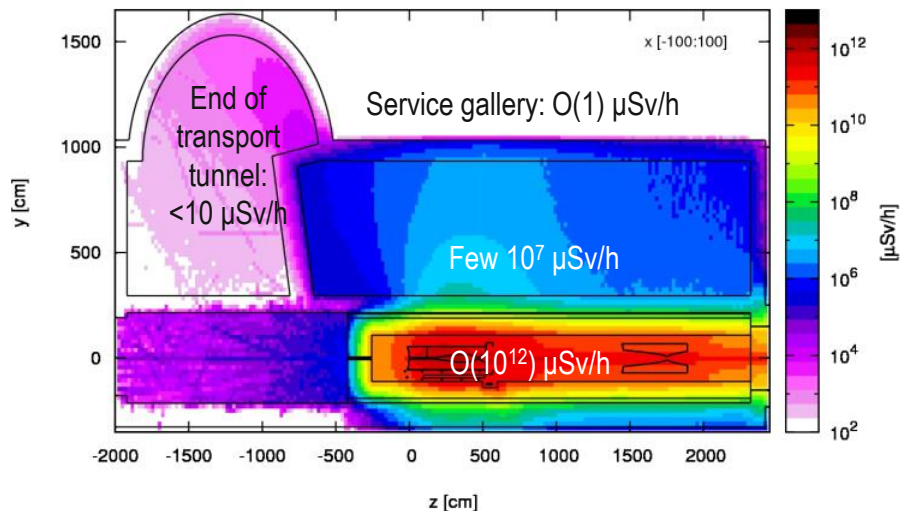 x [-100:100]
End of
transport
tunnel:
<10 µSv/h
Service gallery: O(1) µSv/h
Few 10⁷ µSv/h
O(10¹²) µSv/h
y [cm]
1500
1000
500
0
-2000 -1500 -1000 -500 0 500 1000 1500 2000
z [cm]
10¹²
10¹⁰
10⁸
10⁶
10⁴
10²
[µSv/h]